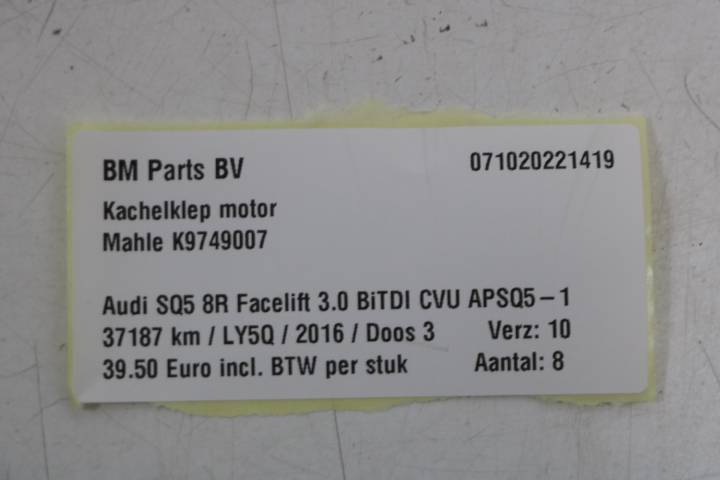 BM Parts BV 071020221419
Kachelklep motor
Mahle K9749007
Audi SQ5 8R Facelift 3.0 BiTDI CVU APSQ5-1
37187 km / LY5Q / 2016 / Doos 3 Verz: 10
39.50 Euro incl. BTW per stuk Aantal: 8